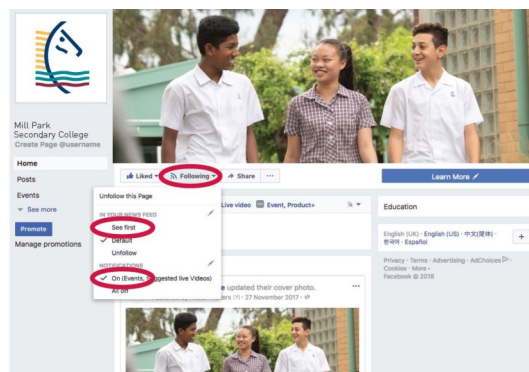 Mill Park
Secondary College
Create Page @username
Home
Posts
Events
See more
Promote
Manage promotions
Liked Following Share ...
Learn More
Unfollow this Page
IN YOUR NEWS FEED
See first
Default
Unfollow
NOTIFICATIONS
On (Events, Suggested live Videos)
All off
Live video Event, Product+
Education
English (UK) · English (US) · 中文(简体) ·
한국어 · Español
Privacy · Terms · Advertising · AdChoices ·
Cookies · More ·
Facebook © 2018
updated their cover photo.
27 November 2017 ·